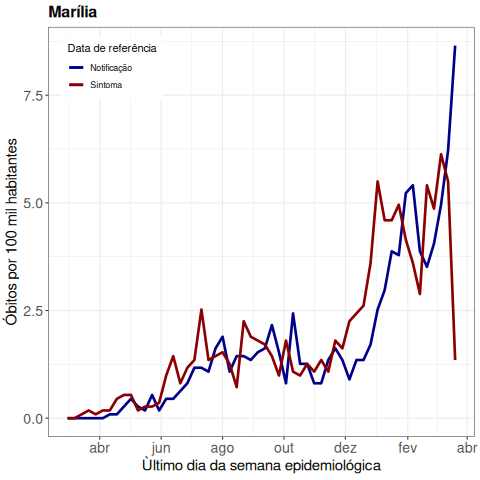 Marília
Data de referência
Notificação
Sintoma
7.5
5.0
2.5
0.0
Óbitos por 100 mil habitantes
abr jun ago out dez fev abr
Ùltimo dia da semana epidemiológica